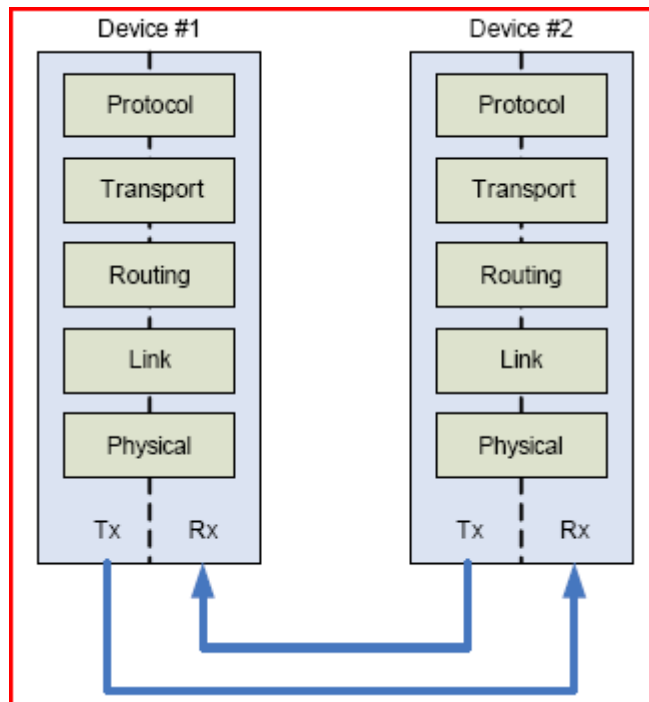 Device #1
Device #2
Protocol
Protocol
Transport
Transport
Routing
Routing
Link
Link
Physical
Physical
Tx
Rx
Tx
Rx